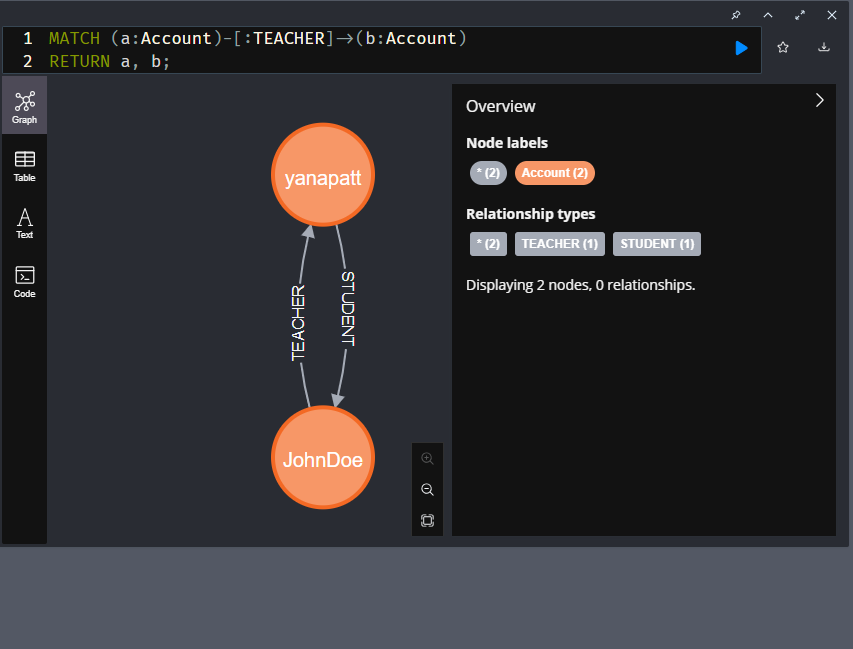 1 MATCH (a:Account)-[:TEACHER]->(b:Account)
2 RETURN a, b;
Graph
Table
Text
Code
yanapatt
TEACHER
STUDENT
JohnDoe
Overview
Node labels
* (2) Account (2)
Relationship types
* (2) TEACHER (1) STUDENT (1)
Displaying 2 nodes, 0 relationships.